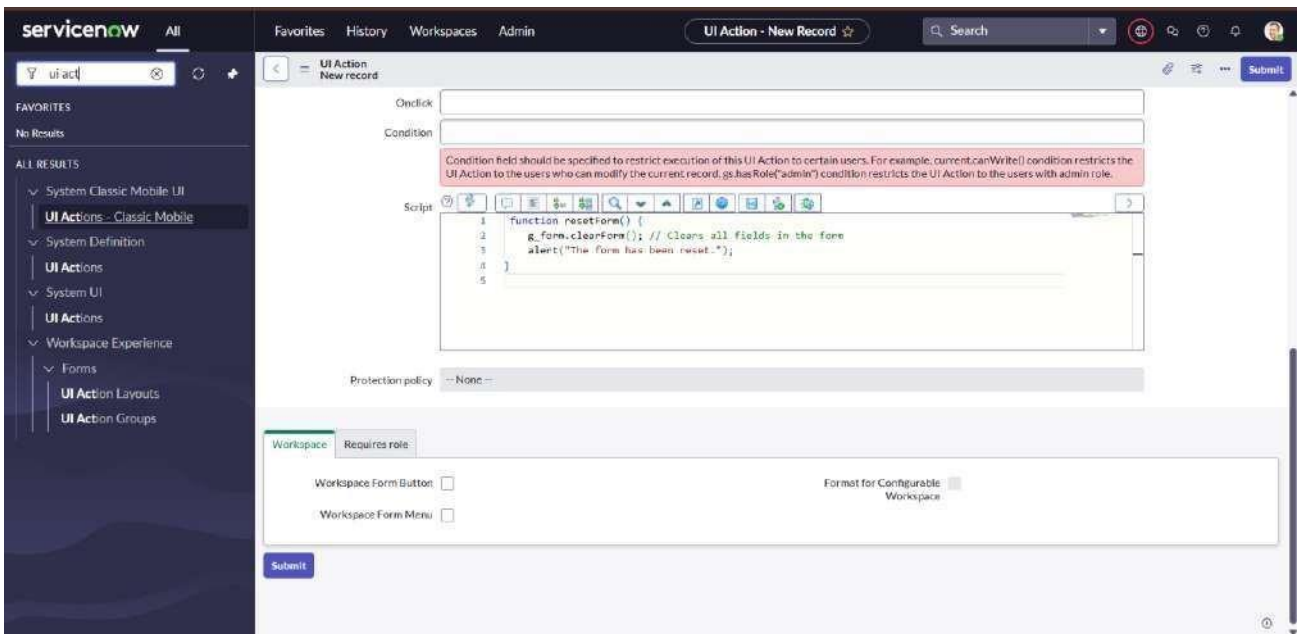 servicenow
All
Favorites History Workspaces Admin
UI Action - New Record
Search
ui act
UI Action
New record
Submit
FAVORITES
No Results
ALL RESULTS
System Classic Mobile UI
UI Actions - Classic Mobile
System Definition
UI Actions
System UI
UI Actions
Workspace Experience
Forms
UI Action Layouts
UI Action Groups
Onclick
Condition
Condition field should be specified to restrict execution of this UI Action to certain users. For example, current.canWrite() condition restricts the
UI Action to the users who can modify the current record. gs.hasRole("admin") condition restricts the UI Action to the users with admin role.
Script
1 function resetForm() {
2 g_form.clearForm(); // Clears all fields in the form
3 alert("The form has been reset.");
4 }
5
Protection policy -- None --
Workspace Requires role
Workspace Form Button
Format for Configurable
Workspace
Workspace Form Menu
Submit